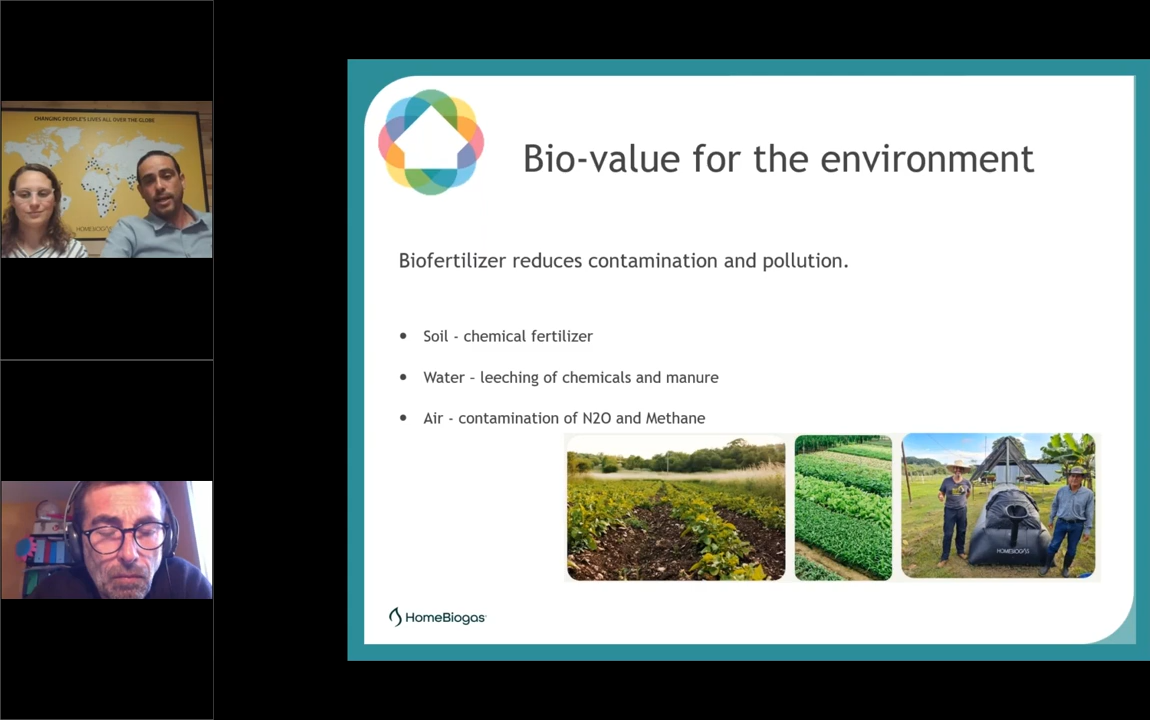 CHANGING PEOPLE'S LIVES ALL OVER THE GLOBE
Bio-value for the environment
Biofertilizer reduces contamination and pollution.
• Soil - chemical fertilizer
• Water - leeching of chemicals and manure
• Air - contamination of N2O and Methane
HOMEBIOGAS
HomeBiogas